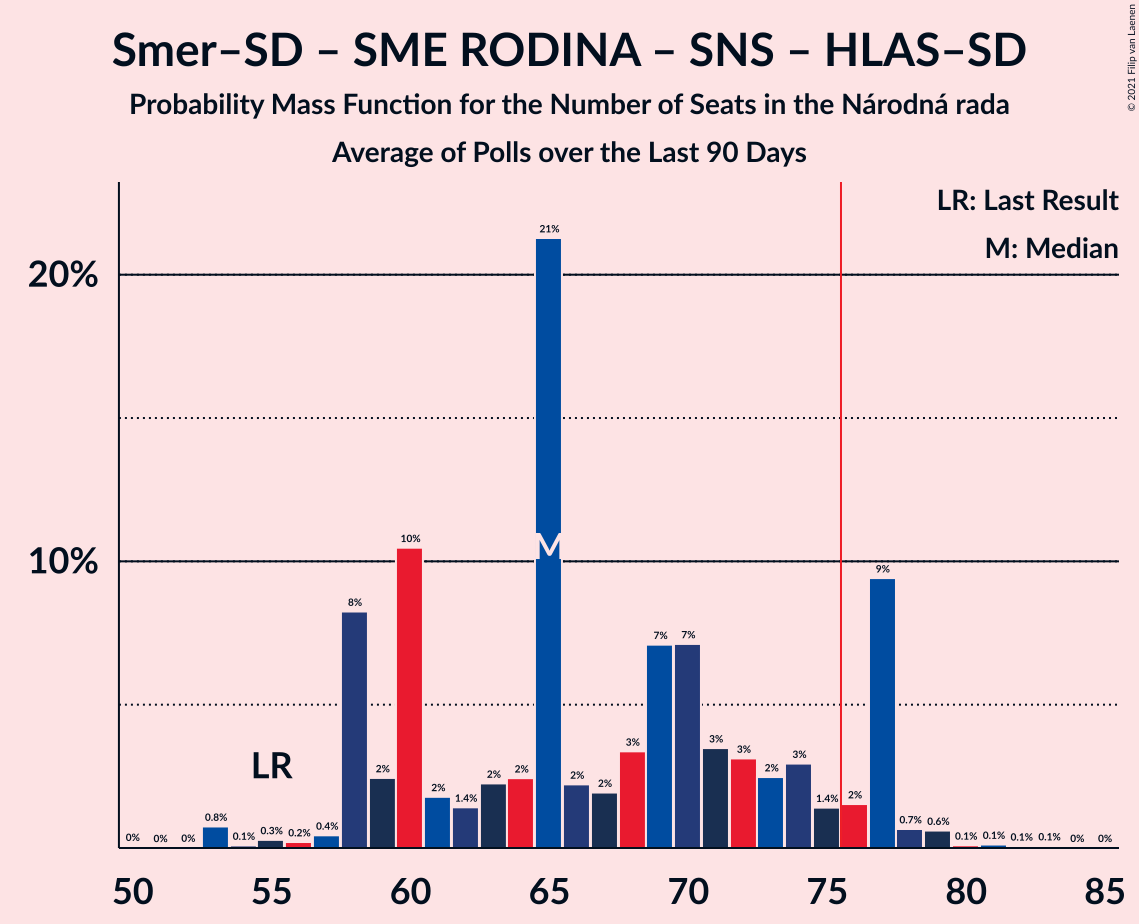 Smer–SD – SME RODINA – SNS – HLAS–SD
Probability Mass Function for the Number of Seats in the Národná rada
Average of Polls over the Last 90 Days
© 2021 Filip van Laenen
LR: Last Result
M: Median
20%
10%
0% 0% 0% 0.8% 0.1% 0.3% 0.2% 0.4% 8% 2% 10% 2% 1.4% 2% 2% 21% 2% 2% 3% 7% 7% 3% 3% 2% 3% 1.4% 2% 9% 0.7% 0.6% 0.1% 0.1% 0.1% 0.1% 0% 0%
M
LR
50 55 60 65 70 75 80 85